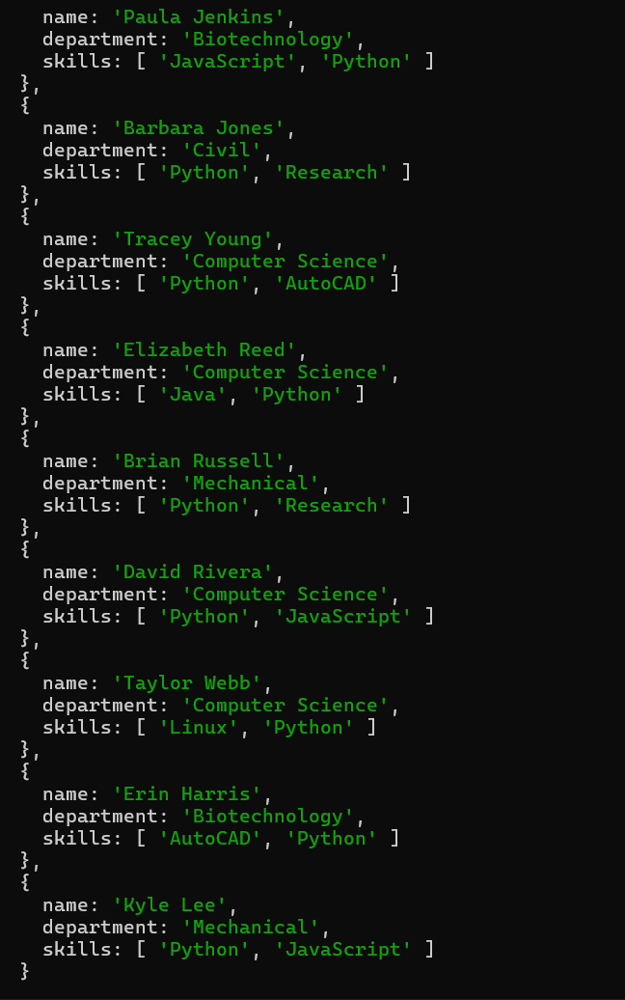 name: 'Paula Jenkins',
department: 'Biotechnology',
skills: [ 'JavaScript', 'Python' ]
},
{
name: 'Barbara Jones',
department: 'Civil',
skills: [ 'Python', 'Research' ]
},
{
name: 'Tracey Young',
department: 'Computer Science',
skills: [ 'Python', 'AutoCAD' ]
},
{
name: 'Elizabeth Reed',
department: 'Computer Science',
skills: [ 'Java', 'Python' ]
},
{
name: 'Brian Russell',
department: 'Mechanical',
skills: [ 'Python', 'Research' ]
},
{
name: 'David Rivera',
department: 'Computer Science',
skills: [ 'Python', 'JavaScript' ]
},
{
name: 'Taylor Webb',
department: 'Computer Science',
skills: [ 'Linux', 'Python' ]
},
{
name: 'Erin Harris',
department: 'Biotechnology',
skills: [ 'AutoCAD', 'Python' ]
},
{
name: 'Kyle Lee',
department: 'Mechanical',
skills: [ 'Python', 'JavaScript' ]
}